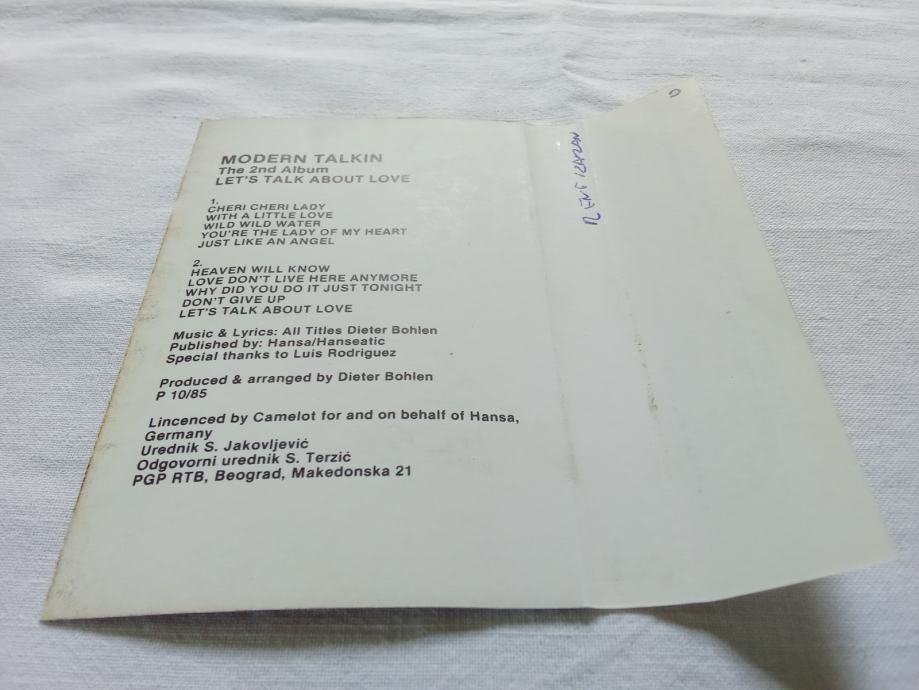 MODERN TALKIN
The 2nd Album
LET'S TALK ABOUT LOVE
1.
CHERI CHERI LADY
WITH A LITTLE LOVE
WILD WILD WATER
YOU'RE THE LADY OF MY HEART
JUST LIKE AN ANGEL
2.
HEAVEN WILL KNOW
LOVE DON'T LIVE HERE ANYMORE
WHY DID YOU DO IT JUST TONIGHT
DON'T GIVE UP
LET'S TALK ABOUT LOVE
Music & Lyrics: All Titles Dieter Bohlen
Published by: Hansa/Hanseatic
Special thanks to Luis Rodriguez
Produced & arranged by Dieter Bohlen
P 10/85
Lincenced by Camelot for and on behalf of Hansa,
Germany
Urednik S. Jakovljević
Odgovorni urednik S. Terzić
PGP RTB, Beograd, Makedonska 21